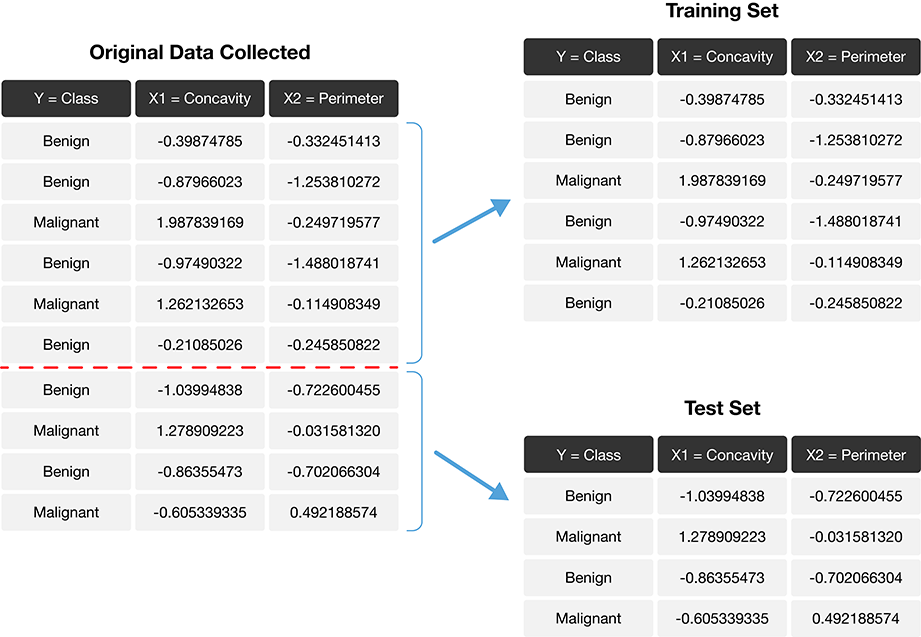 Original Data Collected
Y = Class X1 = Concavity X2 = Perimeter
Benign -0.39874785 -0.332451413
Benign -0.87966023 -1.253810272
Malignant 1.987839169 -0.249719577
Benign -0.97490322 -1.488018741
Malignant 1.262132653 -0.114908349
Benign -0.21085026 -0.245850822
Benign -1.03994838 -0.722600455
Malignant 1.278909223 -0.031581320
Benign -0.86355473 -0.702066304
Malignant -0.605339335 0.492188574
Training Set
Y = Class X1 = Concavity X2 = Perimeter
Benign -0.39874785 -0.332451413
Benign -0.87966023 -1.253810272
Malignant 1.987839169 -0.249719577
Benign -0.97490322 -1.488018741
Malignant 1.262132653 -0.114908349
Benign -0.21085026 -0.245850822
Test Set
Y = Class X1 = Concavity X2 = Perimeter
Benign -1.03994838 -0.722600455
Malignant 1.278909223 -0.031581320
Benign -0.86355473 -0.702066304
Malignant -0.605339335 0.492188574